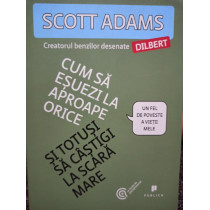 SCOTT ADAMS
Creatorul benzilor desenate DILBERT
CUM SĂ
EȘUEZI LA
APROAPE
ORICE
UN FEL
DE POVESTE
A VIEȚII
MELE
ȘI TOTUȘI
SĂ CÂȘTIGI
LA SCARĂ
MARE
PUBLICA